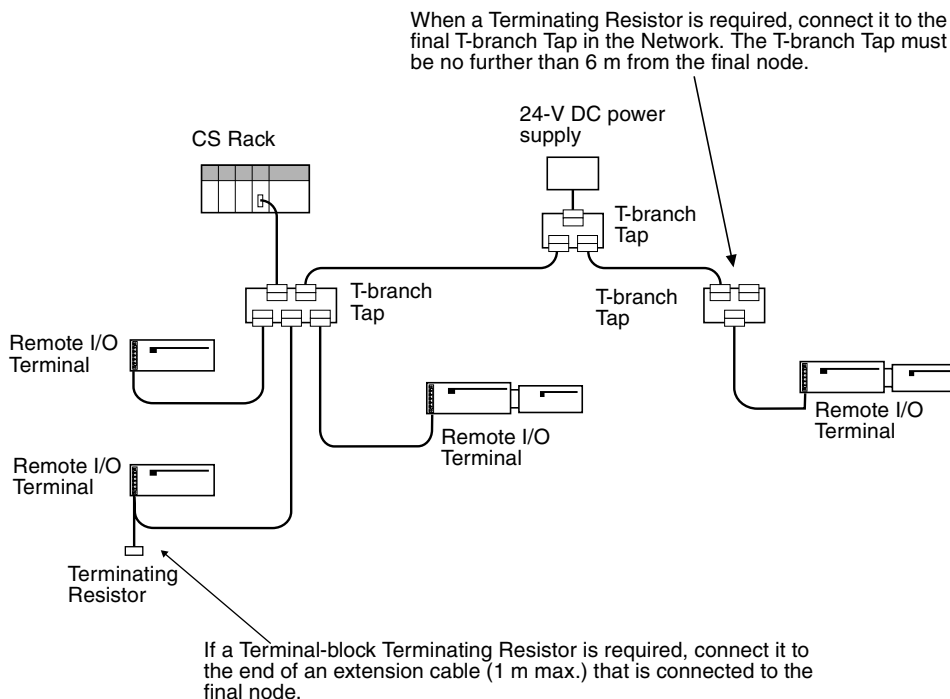 When a Terminating Resistor is required, connect it to the
final T-branch Tap in the Network. The T-branch Tap must
be no further than 6 m from the final node.
24-V DC power
supply
CS Rack
T-branch
Tap
T-branch
Tap
T-branch
Tap
Remote I/O
Terminal
Remote I/O
Terminal
Remote I/O
Terminal
Remote I/O
Terminal
Terminating
Resistor
If a Terminal-block Terminating Resistor is required, connect it to
the end of an extension cable (1 m max.) that is connected to the
final node.